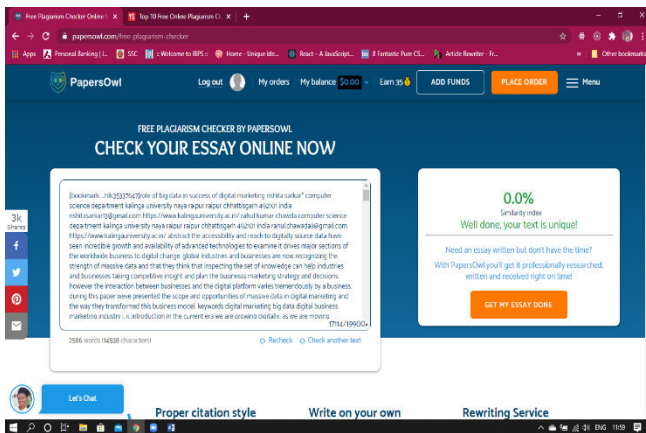 Free Plagiarism Checker Online f
Top 10 Free Online Plagiarism Cl
papersowl.com/free-plagiarism-checker
Apps
Personal Banking | L...
SSC
:: Welcome to IBPS ::
Home - Unique Ide...
React - A JavaScript...
8 Fantastic Pure CS...
Article Rewriter - Fr...
Other bookmarks
PapersOwl
Log out
My orders
My balance $0.00
Earn 35
ADD FUNDS
PLACE ORDER
Menu
FREE PLAGIARISM CHECKER BY PAPERSOWL
CHECK YOUR ESSAY ONLINE NOW
3k
Shares
[bookmark: _hlk35337647]role of big data in success of digital marketing rishita sarkar* computer
science department kalinga university naya raipur raipur chhattisgarh 492101 india
rishitasarkar11@gmail.com https://www.kalingauniversity.ac.in/ rahul kumar chawda computer science
department kalinga university naya raipur raipur chhattisgarh 492101 india rahul.chawda1@gmail.com
https://www.kalingauniversity.ac.in/ abstract the accessibility and reach to digitally source data have
seen incredible growth and availability of advanced technologies to examine it drives major sections of
the worldwide business to digital change. global industries and businesses are now recognizing the
strength of massive data and that they think that inspecting the set of knowledge can help industries
and businesses taking competitive insight and plan the businesses marketing strategy and decisions.
however the interaction between businesses and the digital platform varies tremendously by a business.
during this paper weve presented the scope and opportunities of massive data in digital marketing and
the way they transformed this business model. keywords digital marketing big data digital business
marketing industry i. introduction in the current era we are growing digitally. as we are moving
17114/19900
2586 words (14538 characters)
Recheck
Check another text
0.0%
Similarity index
Well done, your text is unique!
Need an essay written but don't have
the time?
With PapersOwl you'll get it professionally researched,
written and received right on time!
GET MY ESSAY DONE
Let's Chat
Proper citation style
Write on your own
Rewriting Service
ENG
11:59